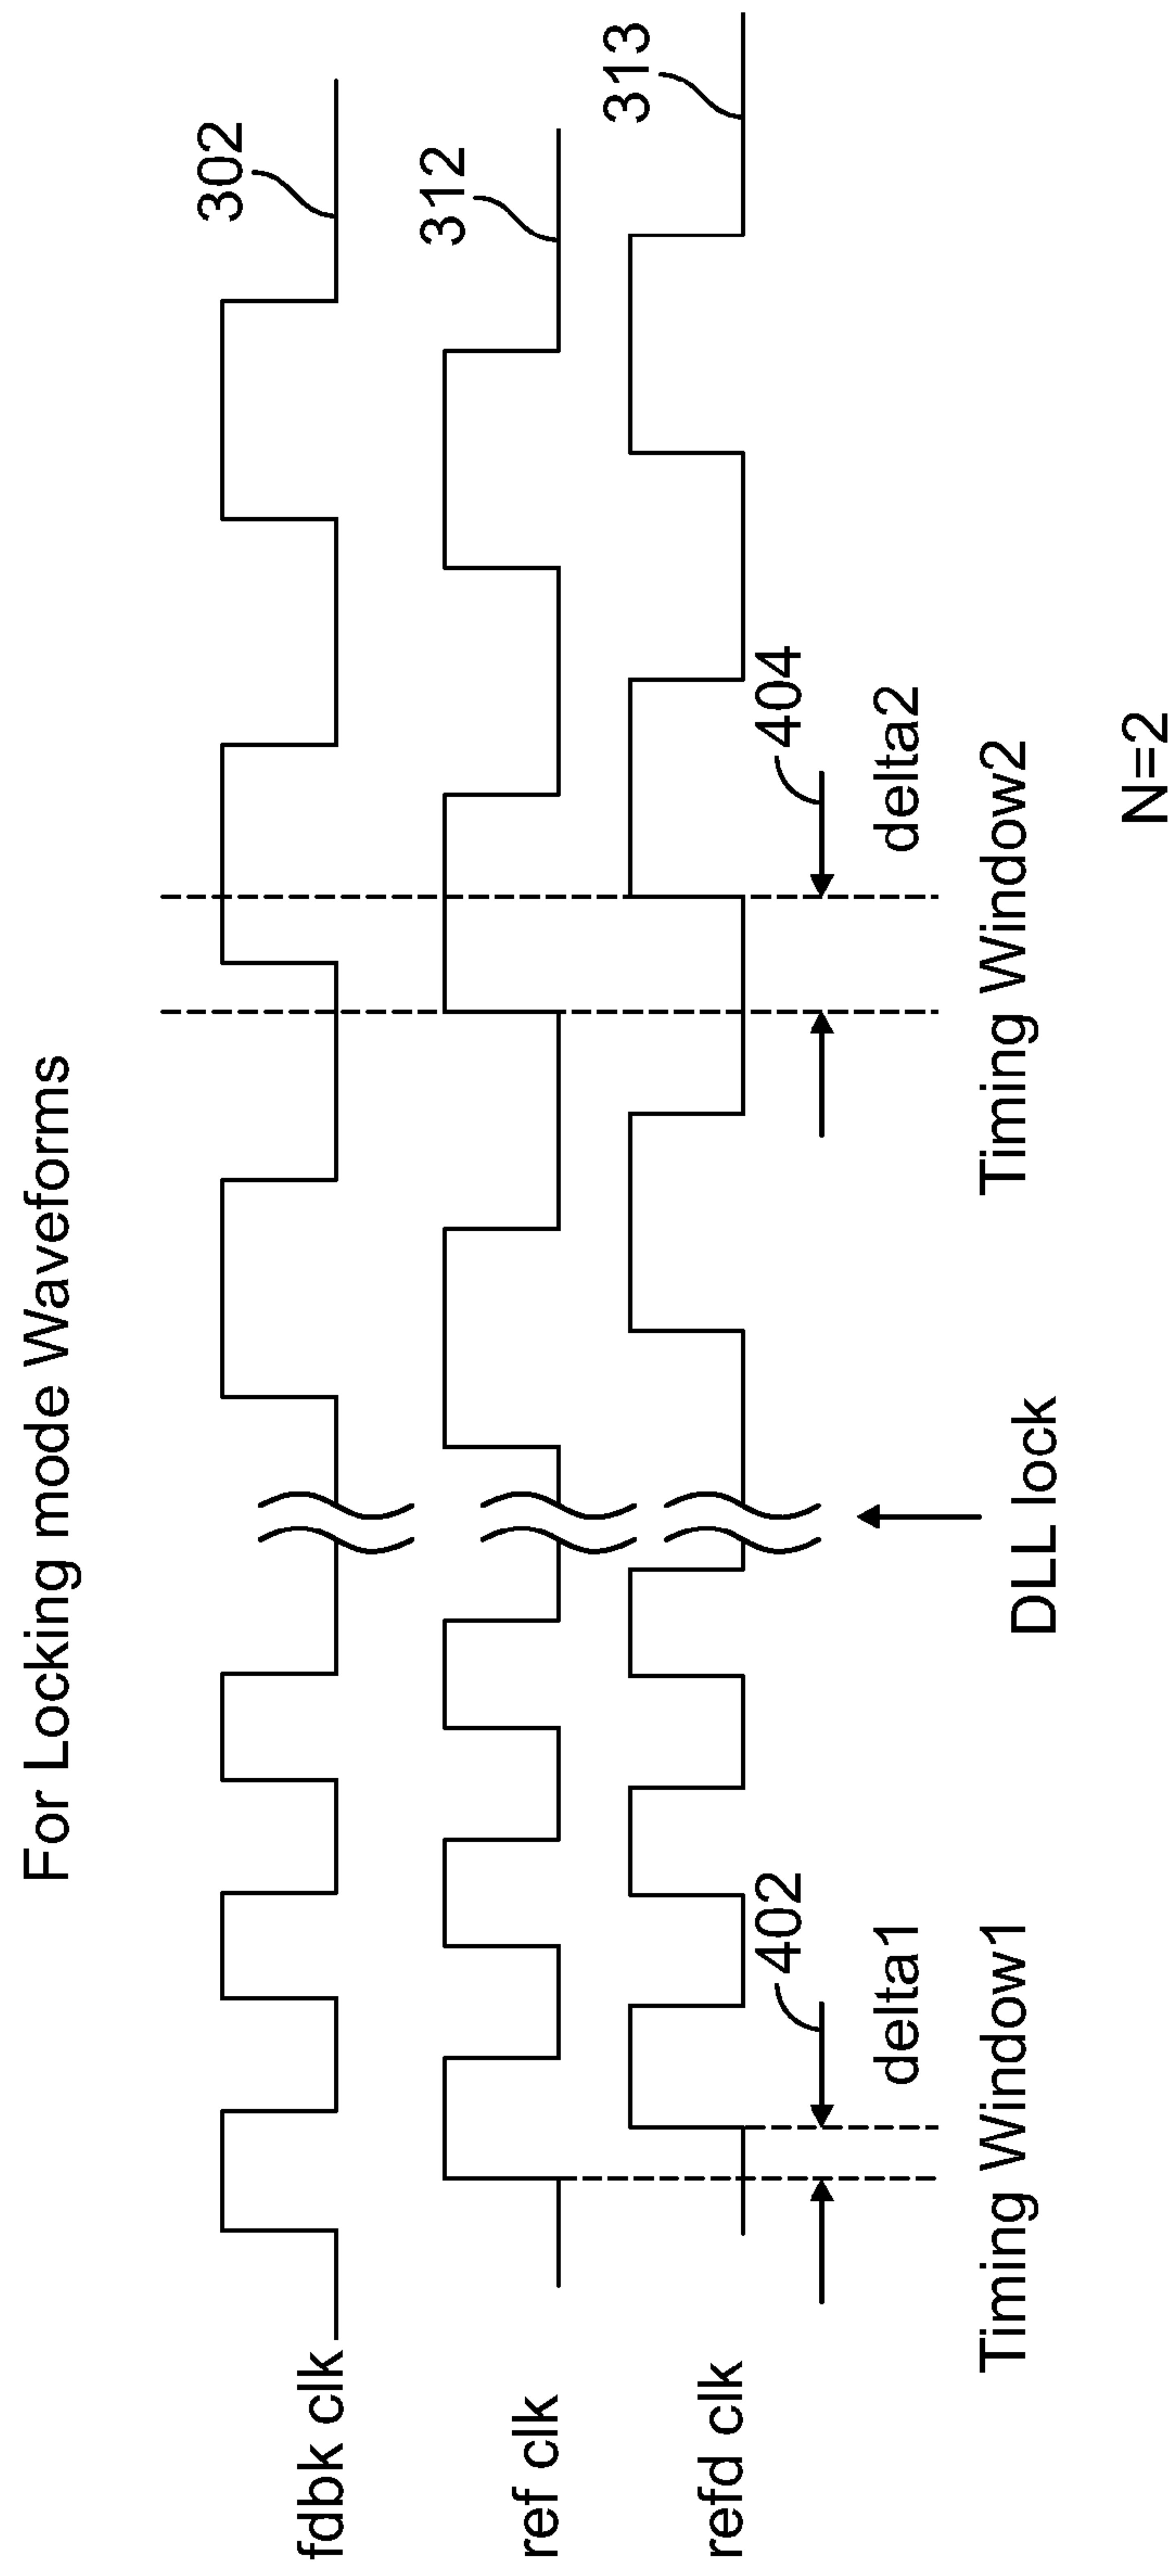 For Locking mode Waveforms
fdbk clk
302
ref clk
312
refd clk
313
402
404
delta1
delta2
Timing Window1
DLL lock
Timing Window2
N=2